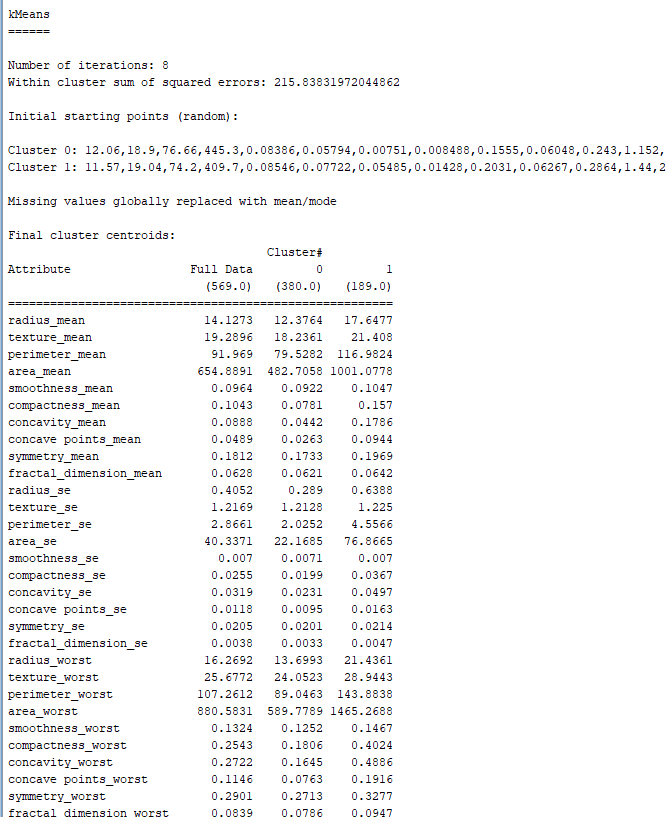 kMeans
======
Number of iterations: 8
Within cluster sum of squared errors: 215.83831972044862
Initial starting points (random):
Cluster 0: 12.06,18.9,76.66,445.3,0.08386,0.05794,0.00751,0.008488,0.1555,0.06048,0.243,1.152,
Cluster 1: 11.57,19.04,74.2,409.7,0.08546,0.07722,0.05485,0.01428,0.2031,0.06267,0.2864,1.44,2
Missing values globally replaced with mean/mode
Final cluster centroids:
Cluster#
Attribute Full Data 0 1
(569.0) (380.0) (189.0)
=======================================================
radius_mean 14.1273 12.3764 17.6477
texture_mean 19.2896 18.2361 21.408
perimeter_mean 91.969 79.5282 116.9824
area_mean 654.8891 482.7058 1001.0778
smoothness_mean 0.0964 0.0922 0.1047
compactness_mean 0.1043 0.0781 0.157
concavity_mean 0.0888 0.0442 0.1786
concave points_mean 0.0489 0.0263 0.0944
symmetry_mean 0.1812 0.1733 0.1969
fractal_dimension_mean 0.0628 0.0621 0.0642
radius_se 0.4052 0.289 0.6388
texture_se 1.2169 1.2128 1.225
perimeter_se 2.8661 2.0252 4.5566
area_se 40.3371 22.1685 76.8665
smoothness_se 0.007 0.0071 0.007
compactness_se 0.0255 0.0199 0.0367
concavity_se 0.0319 0.0231 0.0497
concave points_se 0.0118 0.0095 0.0163
symmetry_se 0.0205 0.0201 0.0214
fractal_dimension_se 0.0038 0.0033 0.0047
radius_worst 16.2692 13.6993 21.4361
texture_worst 25.6772 24.0523 28.9443
perimeter_worst 107.2612 89.0463 143.8838
area_worst 880.5831 589.7789 1465.2688
smoothness_worst 0.1324 0.1252 0.1467
compactness_worst 0.2543 0.1806 0.4024
concavity_worst 0.2722 0.1645 0.4886
concave points_worst 0.1146 0.0763 0.1916
symmetry_worst 0.2901 0.2713 0.3277
fractal dimension worst 0.0839 0.0786 0.0947